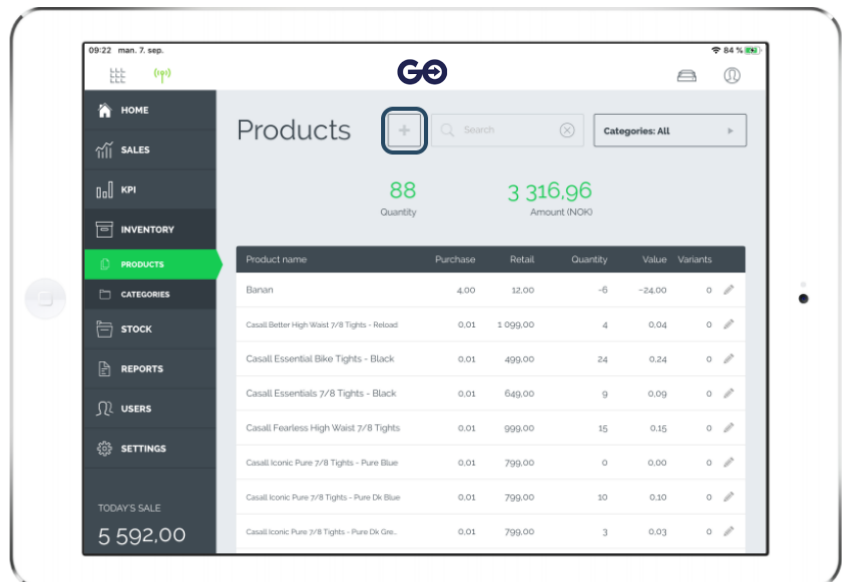 09:22 man. 7. sep.
84 %
GO
HOME
SALES
KPI
INVENTORY
PRODUCTS
CATEGORIES
STOCK
REPORTS
USERS
SETTINGS
TODAY'S SALE
5 592,00
Products
+
Search
Categories: All
88
Quantity
3 316,96
Amount (NOK)
Product name Purchase Retail Quantity Value Variants
Banan 4,00 12,00 -6 -24,00 0
Casall Better High Waist 7/8 Tights - Reload 0,01 1 099,00 4 0,04 0
Casall Essential Bike Tights - Black 0,01 499,00 24 0,24 0
Casall Essentials 7/8 Tights - Black 0,01 649,00 9 0,09 0
Casall Fearless High Waist 7/8 Tights 0,01 999,00 15 0,15 0
Casall Iconic Pure 7/8 Tights - Pure Blue 0,01 799,00 0 0,00 0
Casall Iconic Pure 7/8 Tights - Pure Dk Blue 0,01 799,00 10 0,10 0
Casall Iconic Pure 7/8 Tights - Pure Dk Gre... 0,01 799,00 3 0,03 0